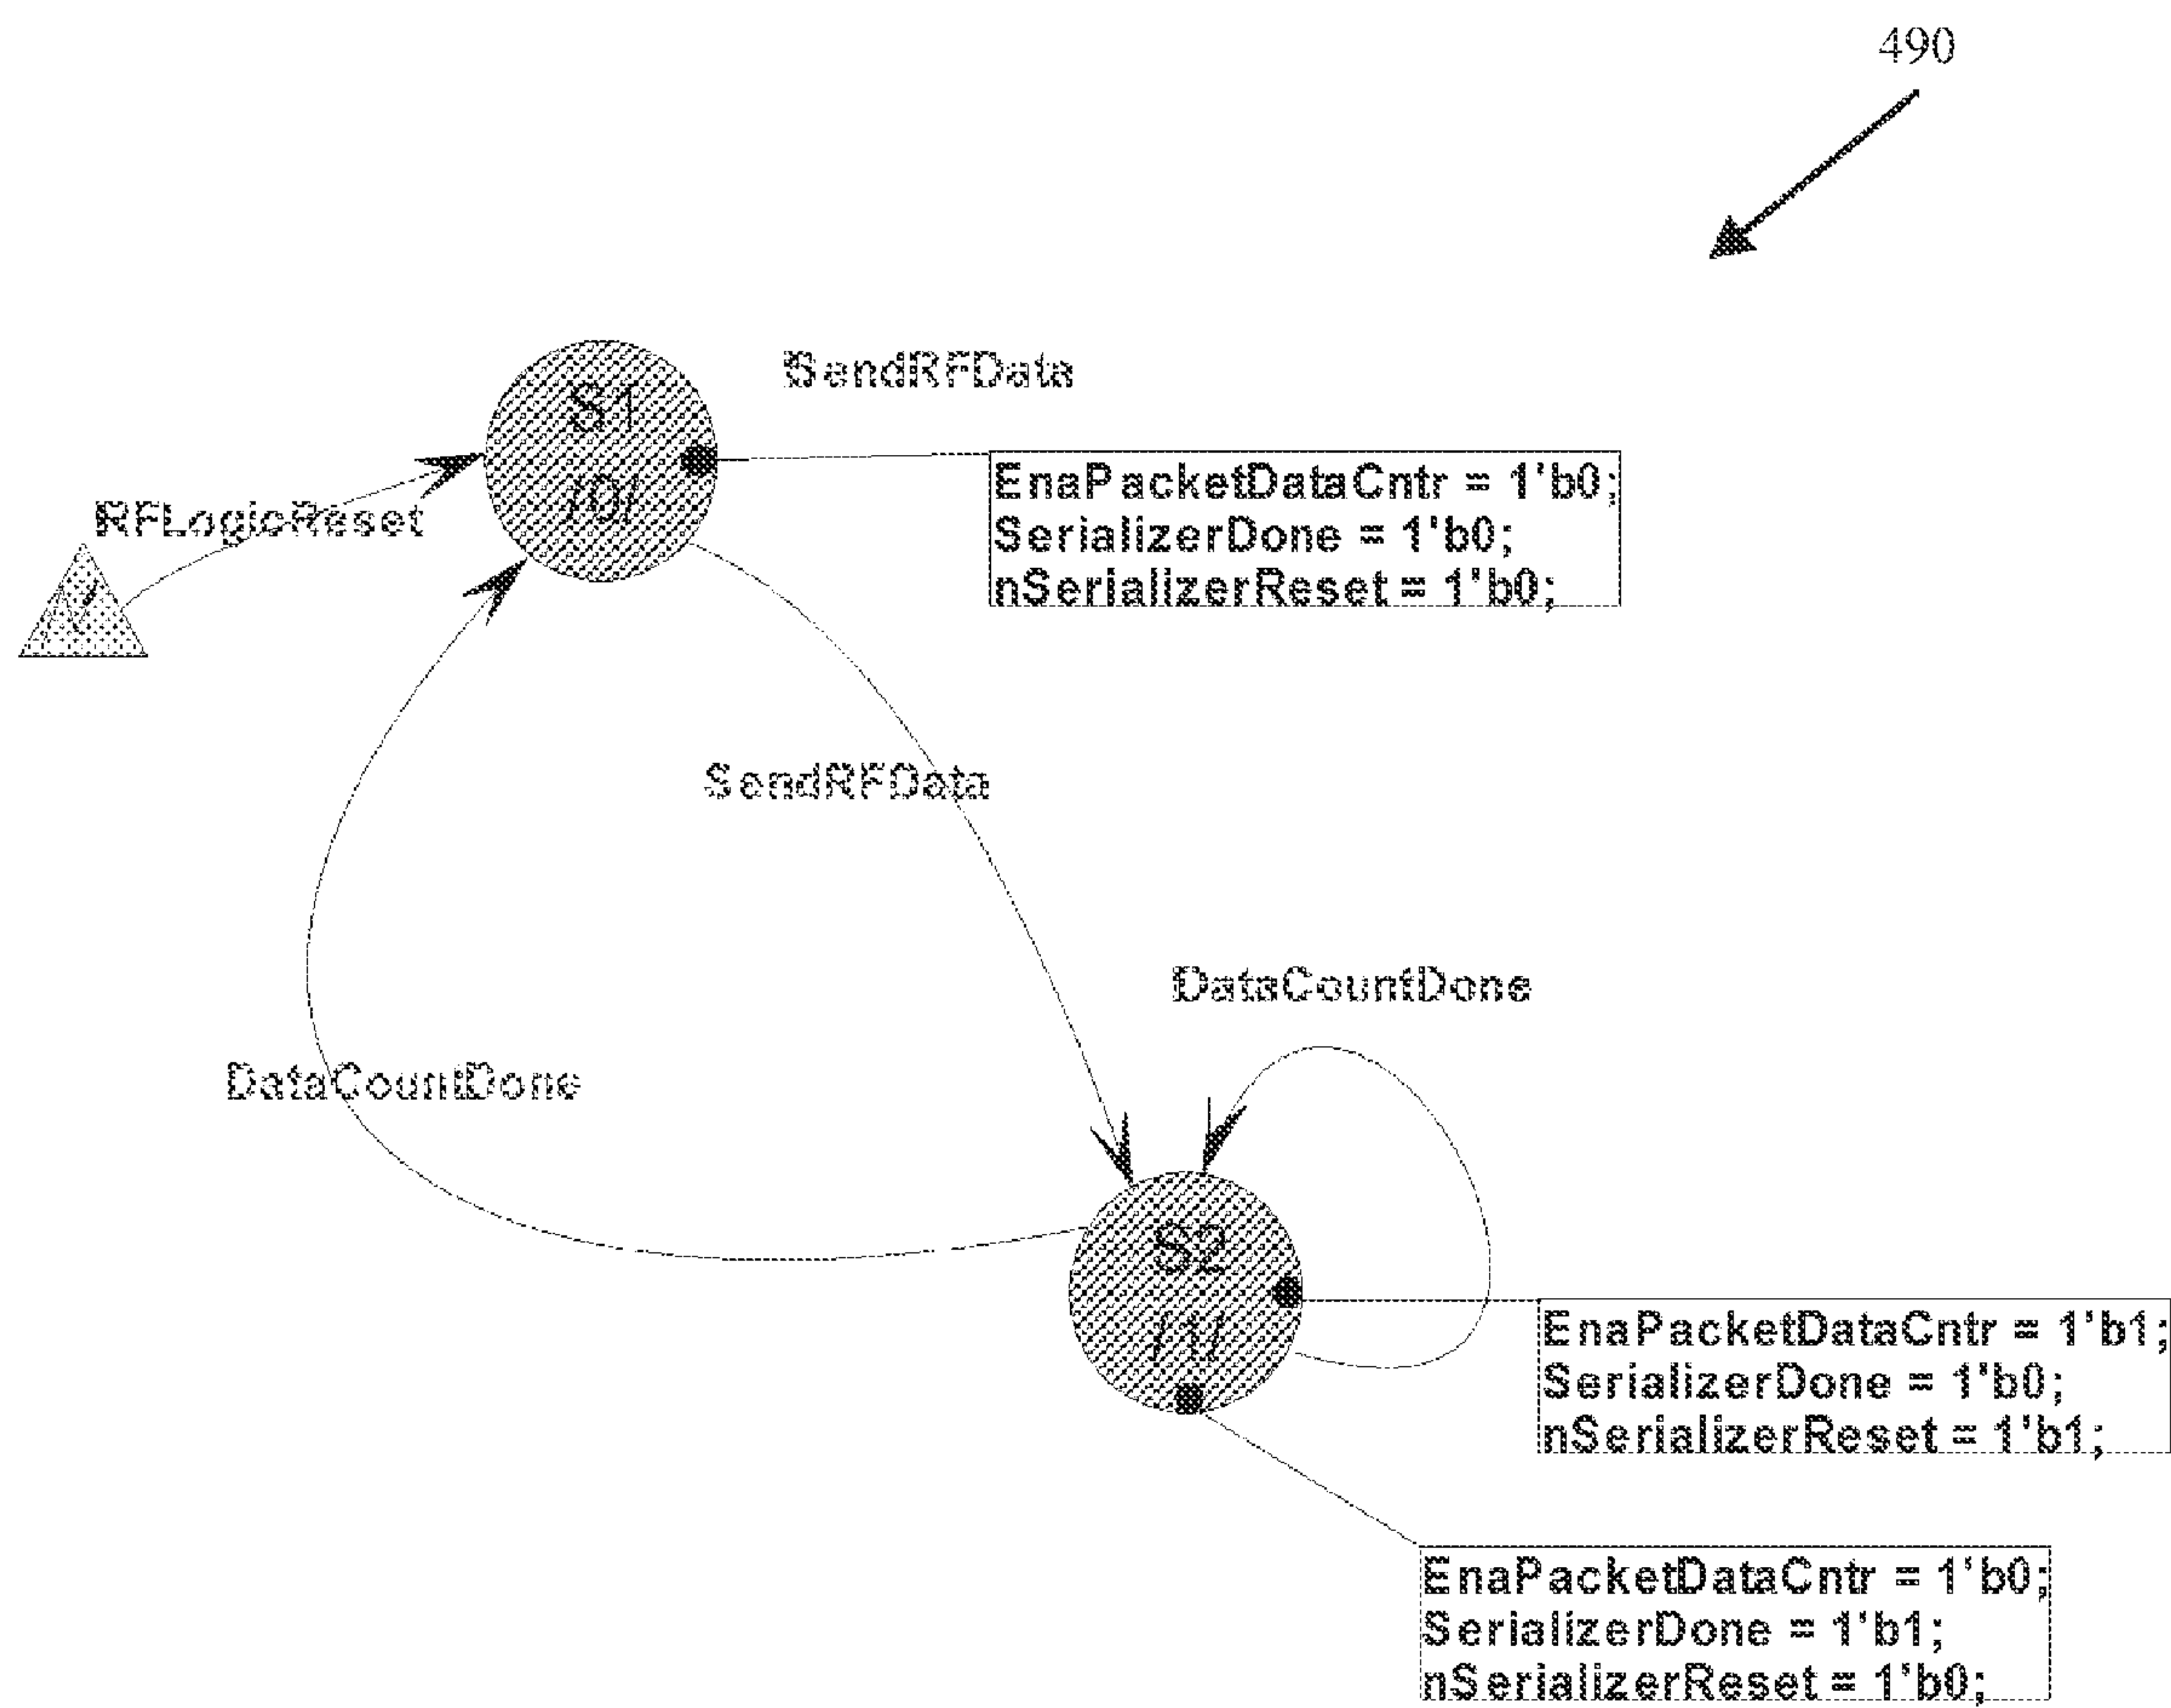 490
SendRFData
S1
/0/
EnaPacketDataCntr = 1'b0;
SerializerDone = 1'b0;
nSerializerReset = 1'b0;
RFLogicReset
SendRFData
DataCountDone
DataCountDone
S2
/1/
EnaPacketDataCntr = 1'b1;
SerializerDone = 1'b0;
nSerializerReset = 1'b1;
EnaPacketDataCntr = 1'b0;
SerializerDone = 1'b1;
nSerializerReset = 1'b0;